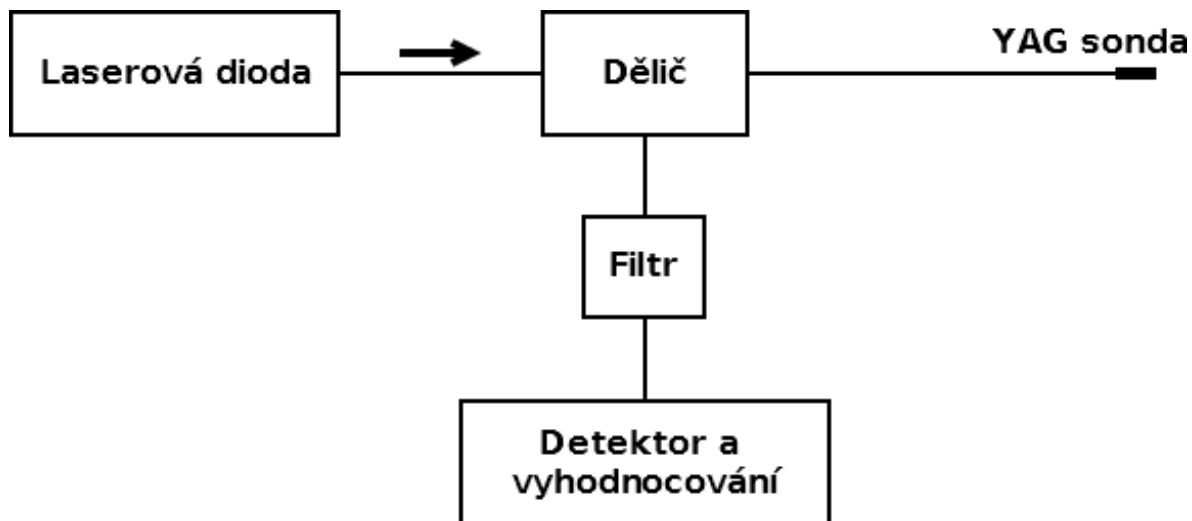 YAG sonda
Laserová dioda
Dělič
Filtr
Detektor a
vyhodnocování